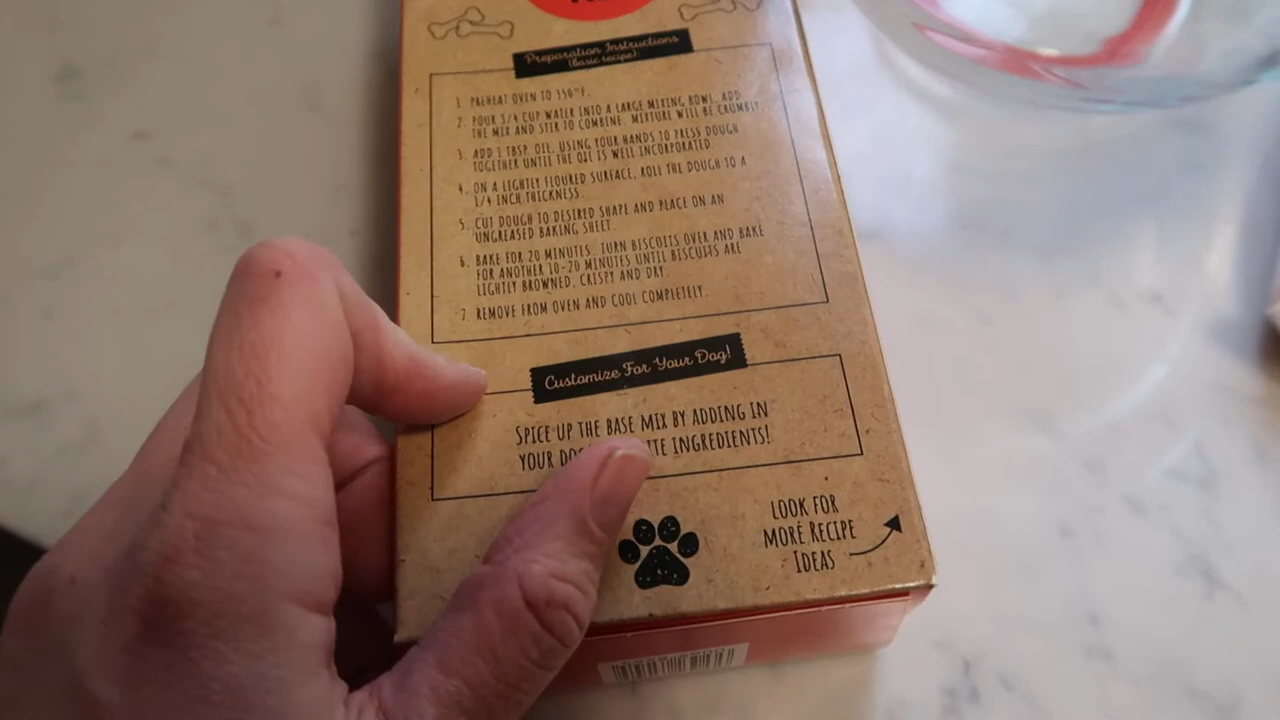 Preparation Instructions
(basic recipe):
1. PREHEAT OVEN TO 350°F.
2. POUR 3/4 CUP WATER INTO A LARGE MIXING BOWL. ADD
THE MIX AND STIR TO COMBINE. MIXTURE WILL BE CRUMBLY.
3. ADD 1 TBSP. OIL, USING YOUR HANDS TO PRESS DOUGH
TOGETHER UNTIL THE OIL IS WELL INCORPORATED.
4. ON A LIGHTLY FLOURED SURFACE, ROLL THE DOUGH TO A
1/4 INCH THICKNESS.
5. CUT DOUGH TO DESIRED SHAPE AND PLACE ON AN
UNGREASED BAKING SHEET.
6. BAKE FOR 20 MINUTES. TURN BISCUITS OVER AND BAKE
FOR ANOTHER 10-20 MINUTES UNTIL BISCUITS ARE
LIGHTLY BROWNED, CRISPY AND DRY.
7. REMOVE FROM OVEN AND COOL COMPLETELY.
Customize For Your Dog!
SPICE UP THE BASE MIX BY ADDING IN
YOUR INGREDIENTS!
LOOK FOR
MORE RECIPE
IDEAS